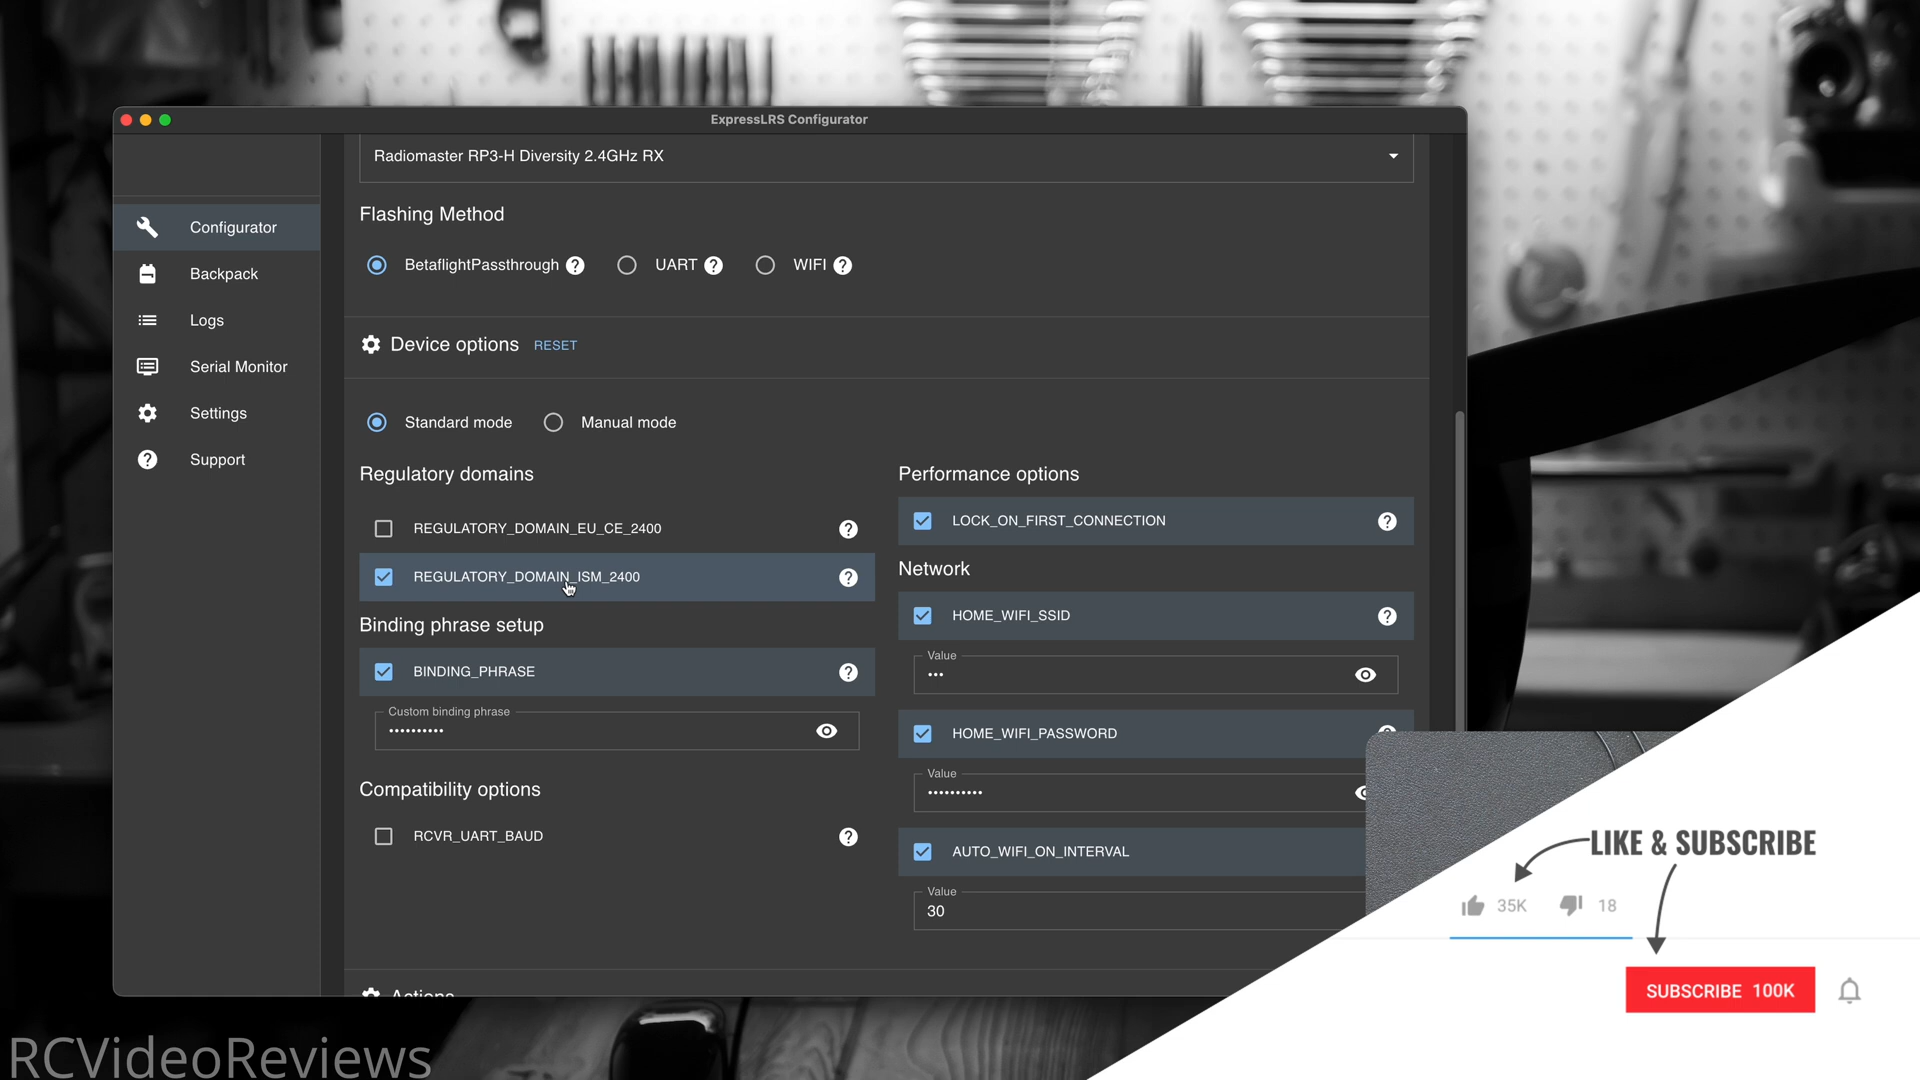 ExpressLRS Configurator
Radiomaster RP3-H Diversity 2.4GHz RX
Configurator
Backpack
Logs
Serial Monitor
Settings
Support
Flashing Method
BetaflightPassthrough ? UART ? WIFI ?
Device options RESET
Standard mode Manual mode
Regulatory domains
REGULATORY_DOMAIN_EU_CE_2400 ?
REGULATORY_DOMAIN_ISM_2400 ?
Binding phrase setup
BINDING_PHRASE ?
Custom binding phrase
••••••••••
Compatibility options
RCVR_UART_BAUD ?
Performance options
LOCK_ON_FIRST_CONNECTION ?
Network
HOME_WIFI_SSID ?
Value
•••
HOME_WIFI_PASSWORD
Value
••••••••••
AUTO_WIFI_ON_INTERVAL
Value
30
Actions
LIKE & SUBSCRIBE
35K 18
SUBSCRIBE 100K
RCVideoReviews